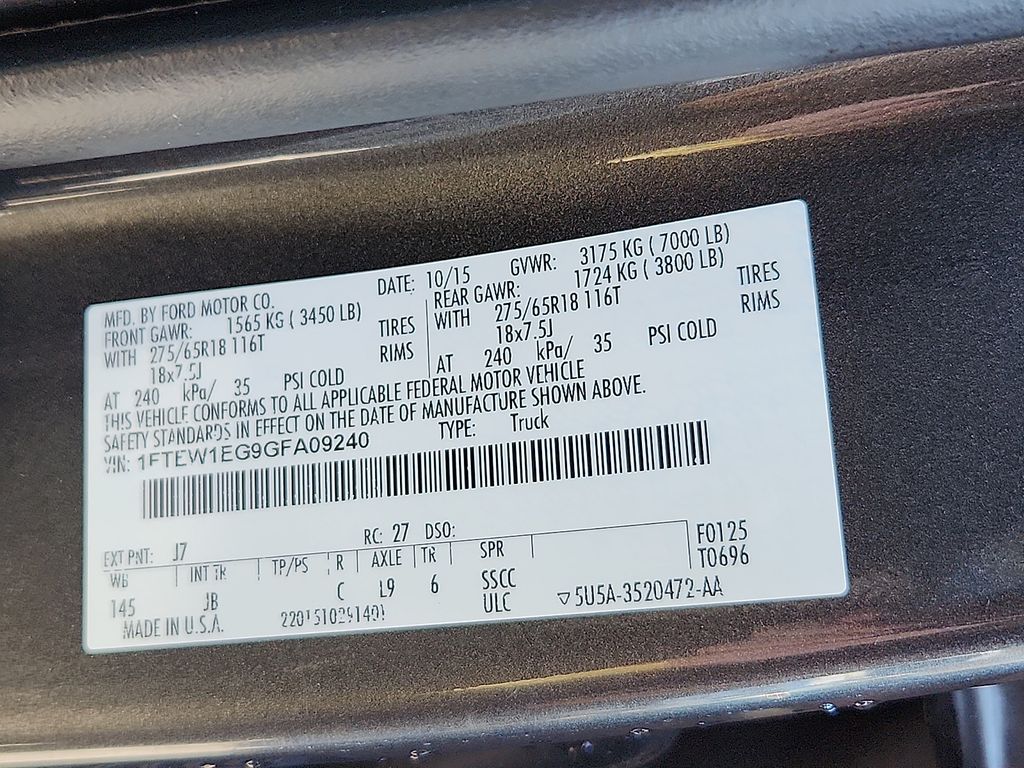 MFD. BY FORD MOTOR CO. DATE: 10/15 GVWR: 3175 KG ( 7000 LB)
FRONT GAWR: 1565 KG ( 3450 LB) REAR GAWR: 1724 KG ( 3800 LB)
WITH 275/65R18 116T TIRES WITH 275/65R18 116T TIRES
18x7.5J RIMS 18x7.5J RIMS
AT 240 kPa/ 35 PSI COLD AT 240 kPa/ 35 PSI COLD
THIS VEHICLE CONFORMS TO ALL APPLICABLE FEDERAL MOTOR VEHICLE
SAFETY STANDARDS IN EFFECT ON THE DATE OF MANUFACTURE SHOWN ABOVE.
VIN: 1FTEW1EG9GFA09240 TYPE: Truck
EXT PNT: J7 RC: 27 DSO: F0125
WB INT TR TP/PS R AXLE TR SPR T0696
145 JB C L9 6 SSCC
MADE IN U.S.A. 220151029140 ULC ▽5U5A-3520472-AA